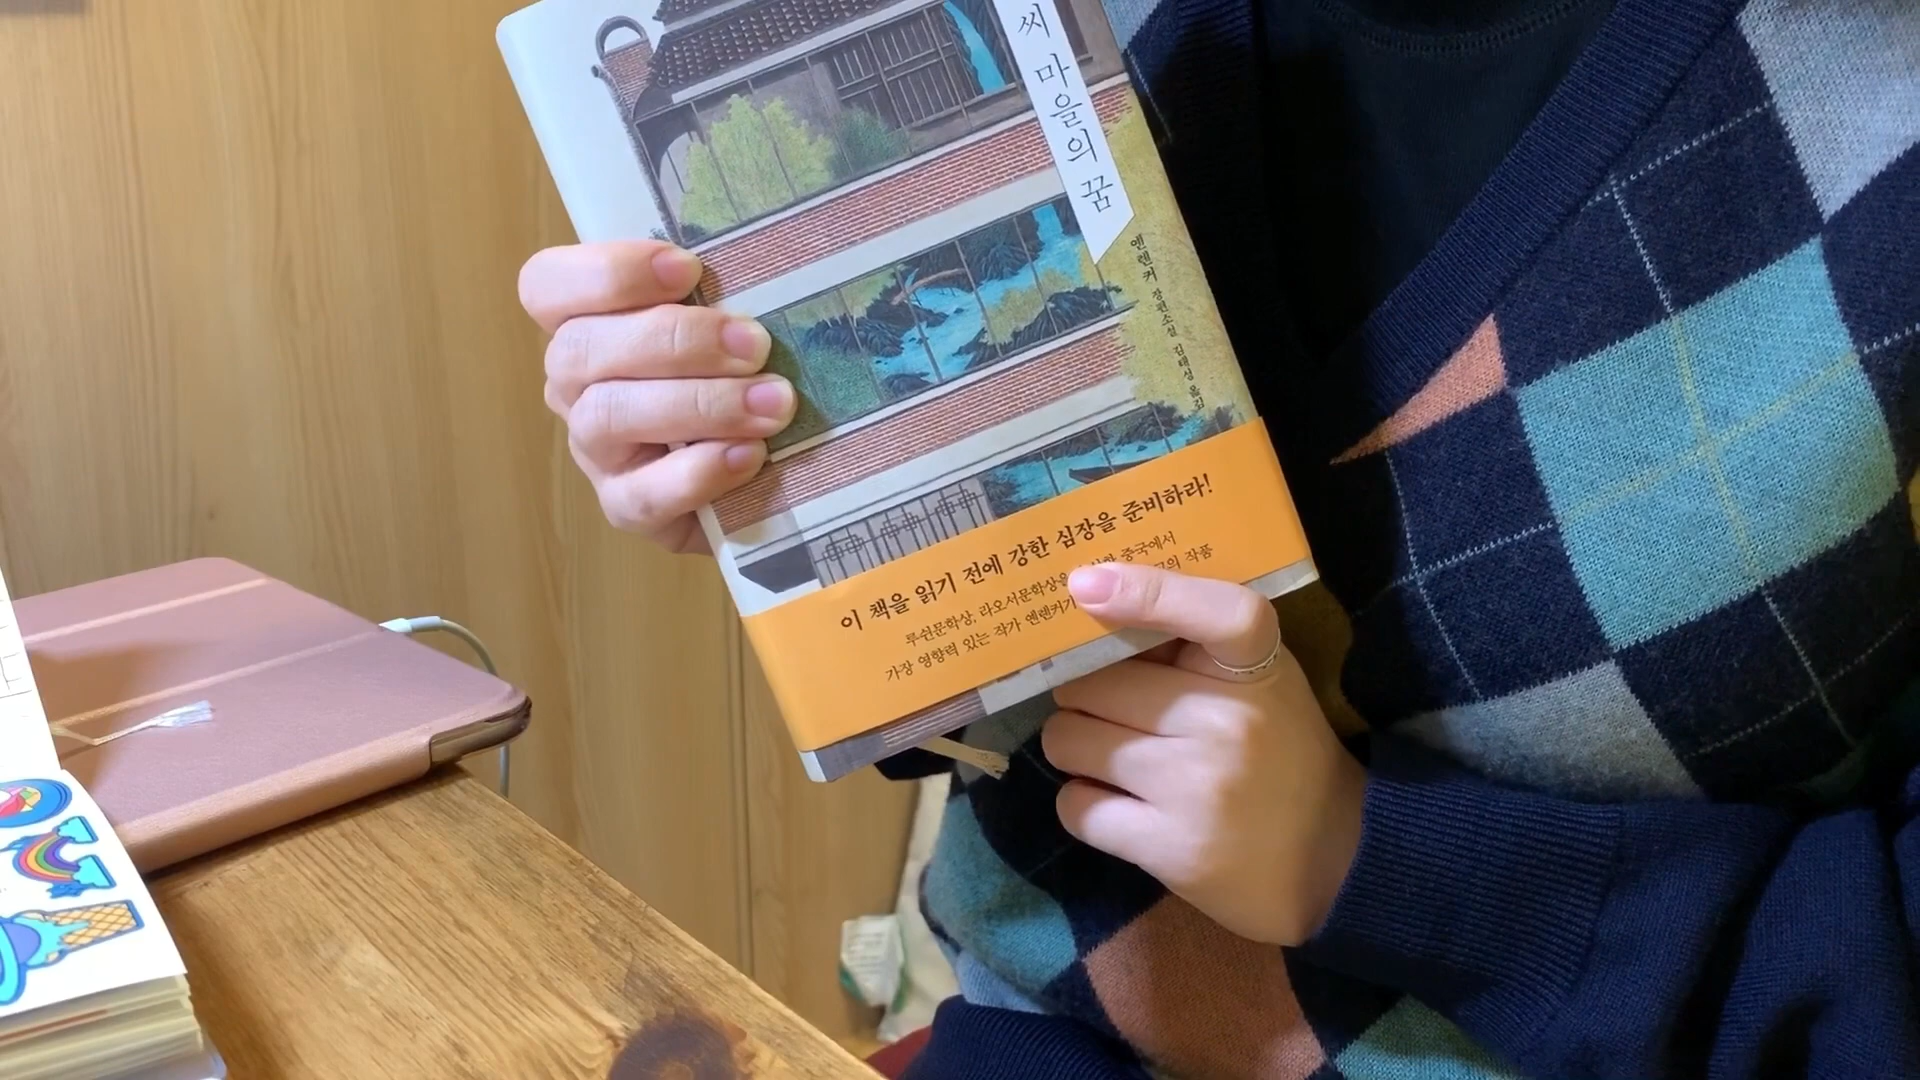 씨 마을의 꿈
옌롄커 장편소설 김태성 옮김
이 책을 읽기 전에 강한 심장을 준비하라!
루쉰문학상, 라오서문학상을 중국에서
가장 영향력 있는 작가 옌롄커가 작품